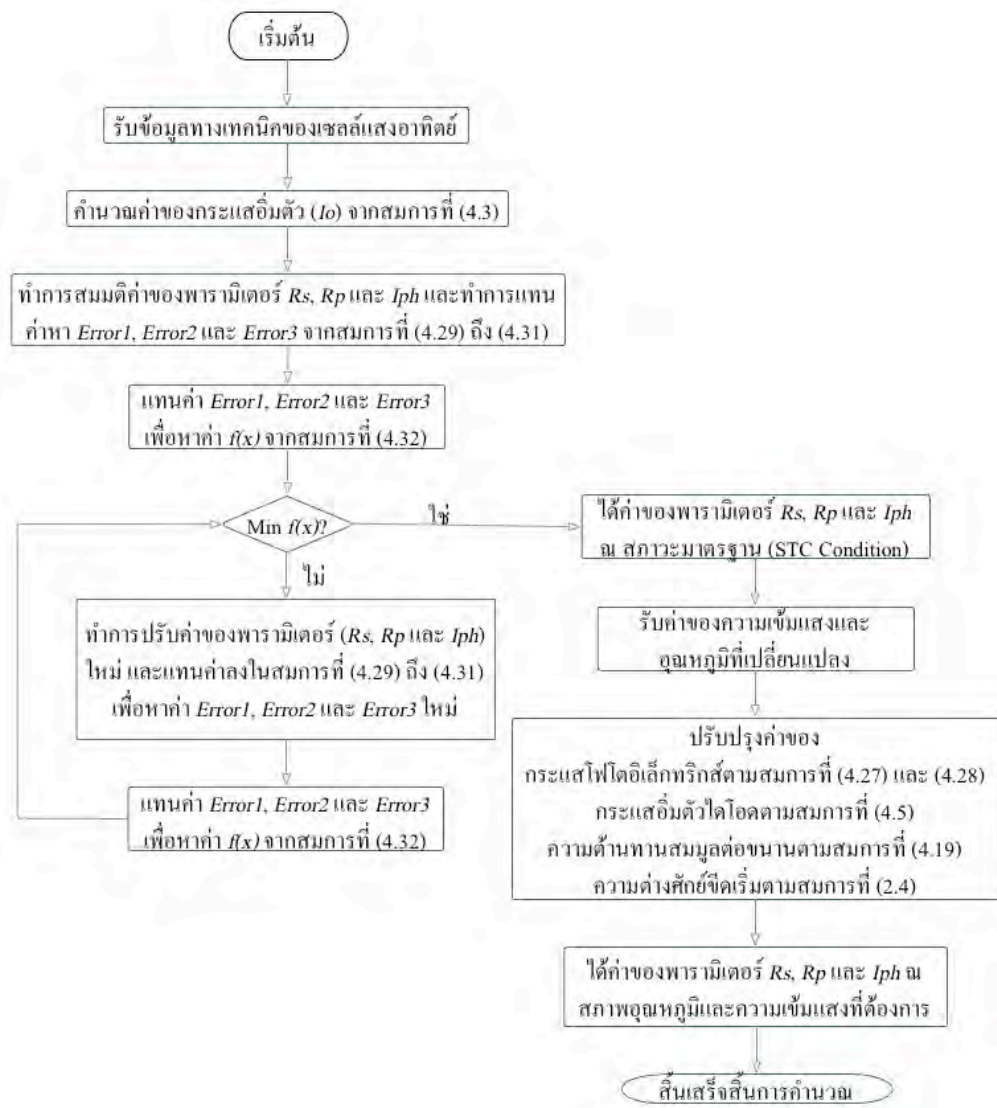 เริ่มต้น
รับข้อมูลทางเทคนิคของเซลล์แสงอาทิตย์
คำนวณค่าของกระแสอิ่มตัว (Io) จากสมการที่ (4.3)
ทำการสมมติค่าของพารามิเตอร์ Rs, Rp และ Iph และทำการแทน
ค่าหา Error1, Error2 และ Error3 จากสมการที่ (4.29) ถึง (4.31)
แทนค่า Error1, Error2 และ Error3
เพื่อหาค่า f(x) จากสมการที่ (4.32)
Min f(x)?
ใช่
ไม่
ทำการปรับค่าของพารามิเตอร์ (Rs, Rp และ Iph)
ใหม่ และแทนค่าลงในสมการที่ (4.29) ถึง (4.31)
เพื่อหาค่า Error1, Error2 และ Error3 ใหม่
แทนค่า Error1, Error2 และ Error3
เพื่อหาค่า f(x) จากสมการที่ (4.32)
ได้ค่าของพารามิเตอร์ Rs, Rp และ Iph
ณ สภาวะมาตรฐาน (STC Condition)
รับค่าของความเข้มแสงและ
อุณหภูมิที่เปลี่ยนแปลง
ปรับปรุงค่าของ
กระแสโฟโตอิเล็กทริกส์ตามสมการที่ (4.27) และ (4.28)
กระแสอิ่มตัวไดโอดตามสมการที่ (4.5)
ความต้านทานสมมูลต่อขนานตามสมการที่ (4.19)
ความต่างศักย์ขีดเริ่มตามสมการที่ (2.4)
ได้ค่าของพารามิเตอร์ Rs, Rp และ Iph ณ
สภาพอุณหภูมิและความเข้มแสงที่ต้องการ
สิ้นเสร็จสิ้นการคำนวณ